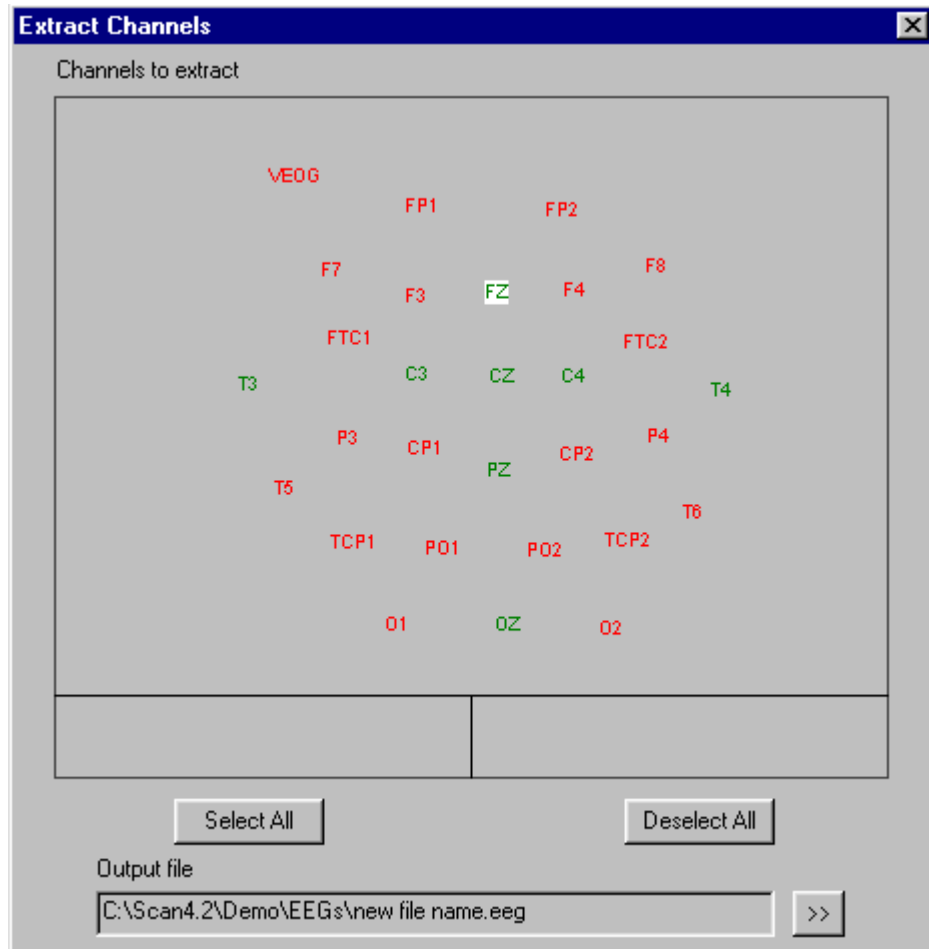 Extract Channels
Channels to extract
VEOG
FP1 FP2
F7 F8
F3 FZ F4
FTC1 FTC2
T3 C3 CZ C4 T4
P3 CP1 CP2 P4
PZ
T5 T6
TCP1 PO1 PO2 TCP2
O1 OZ O2
Select All Deselect All
Output file
C:\Scan4.2\Demo\EEGs\new file name.eeg >>